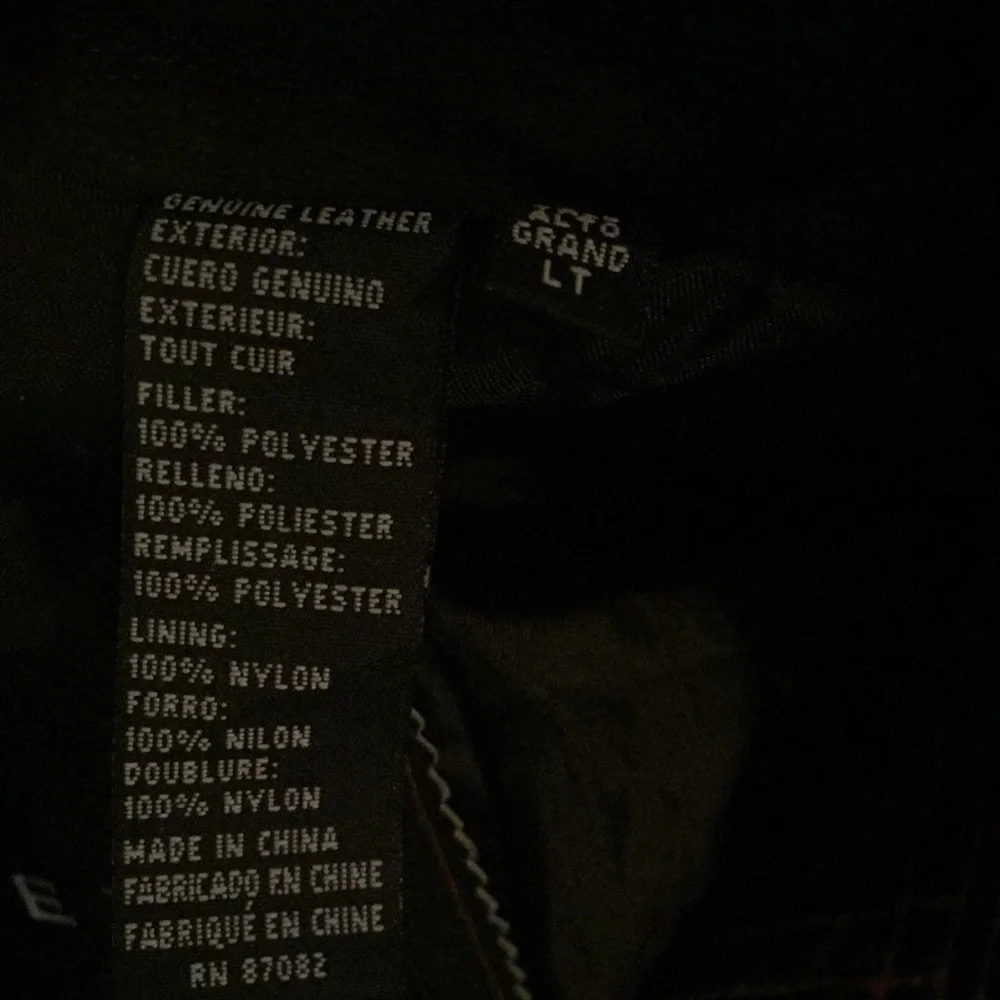 GENUINE LEATHER
EXTERIOR:
CUERO GENUINO
EXTERIEUR:
TOUT CUIR
FILLER:
100% POLYESTER
RELLENO:
100% POLIESTER
REMPLISSAGE:
100% POLYESTER
LINING:
100% NYLON
FORRO:
100% NILON
DOUBLURE:
100% NYLON
MADE IN CHINA
FABRICADO EN CHINE
FABRIQUÉ EN CHINE
RN 87082
GRAND
LT
E